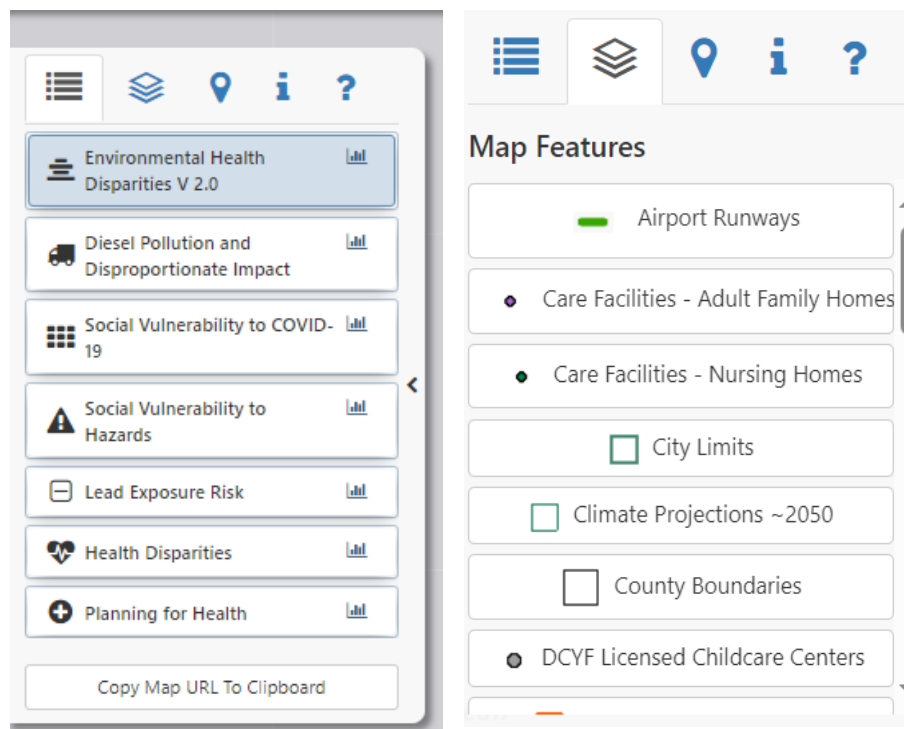 Environmental Health
Disparities V 2.0
Diesel Pollution and
Disproportionate Impact
Social Vulnerability to COVID-
19
Social Vulnerability to
Hazards
Lead Exposure Risk
Health Disparities
Planning for Health
Copy Map URL To Clipboard
Map Features
Airport Runways
Care Facilities - Adult Family Homes
Care Facilities - Nursing Homes
City Limits
Climate Projections ~2050
County Boundaries
DCYF Licensed Childcare Centers